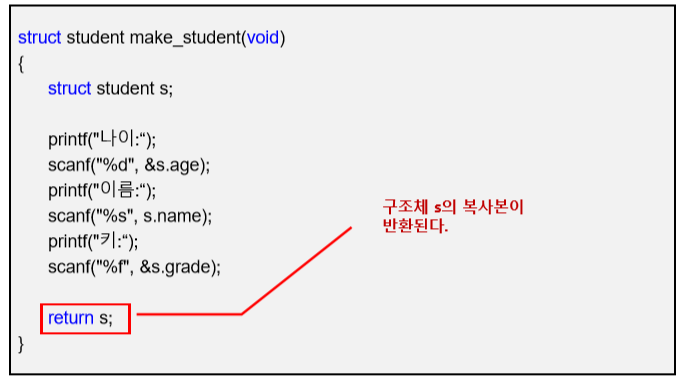 struct student make_student(void)
{
struct student s;
printf("나이:“);
scanf("%d", &s.age);
printf("이름:“);
scanf("%s", s.name);
printf("키:“);
scanf("%f", &s.grade);
return s;
}
구조체 s의 복사본이
반환된다.